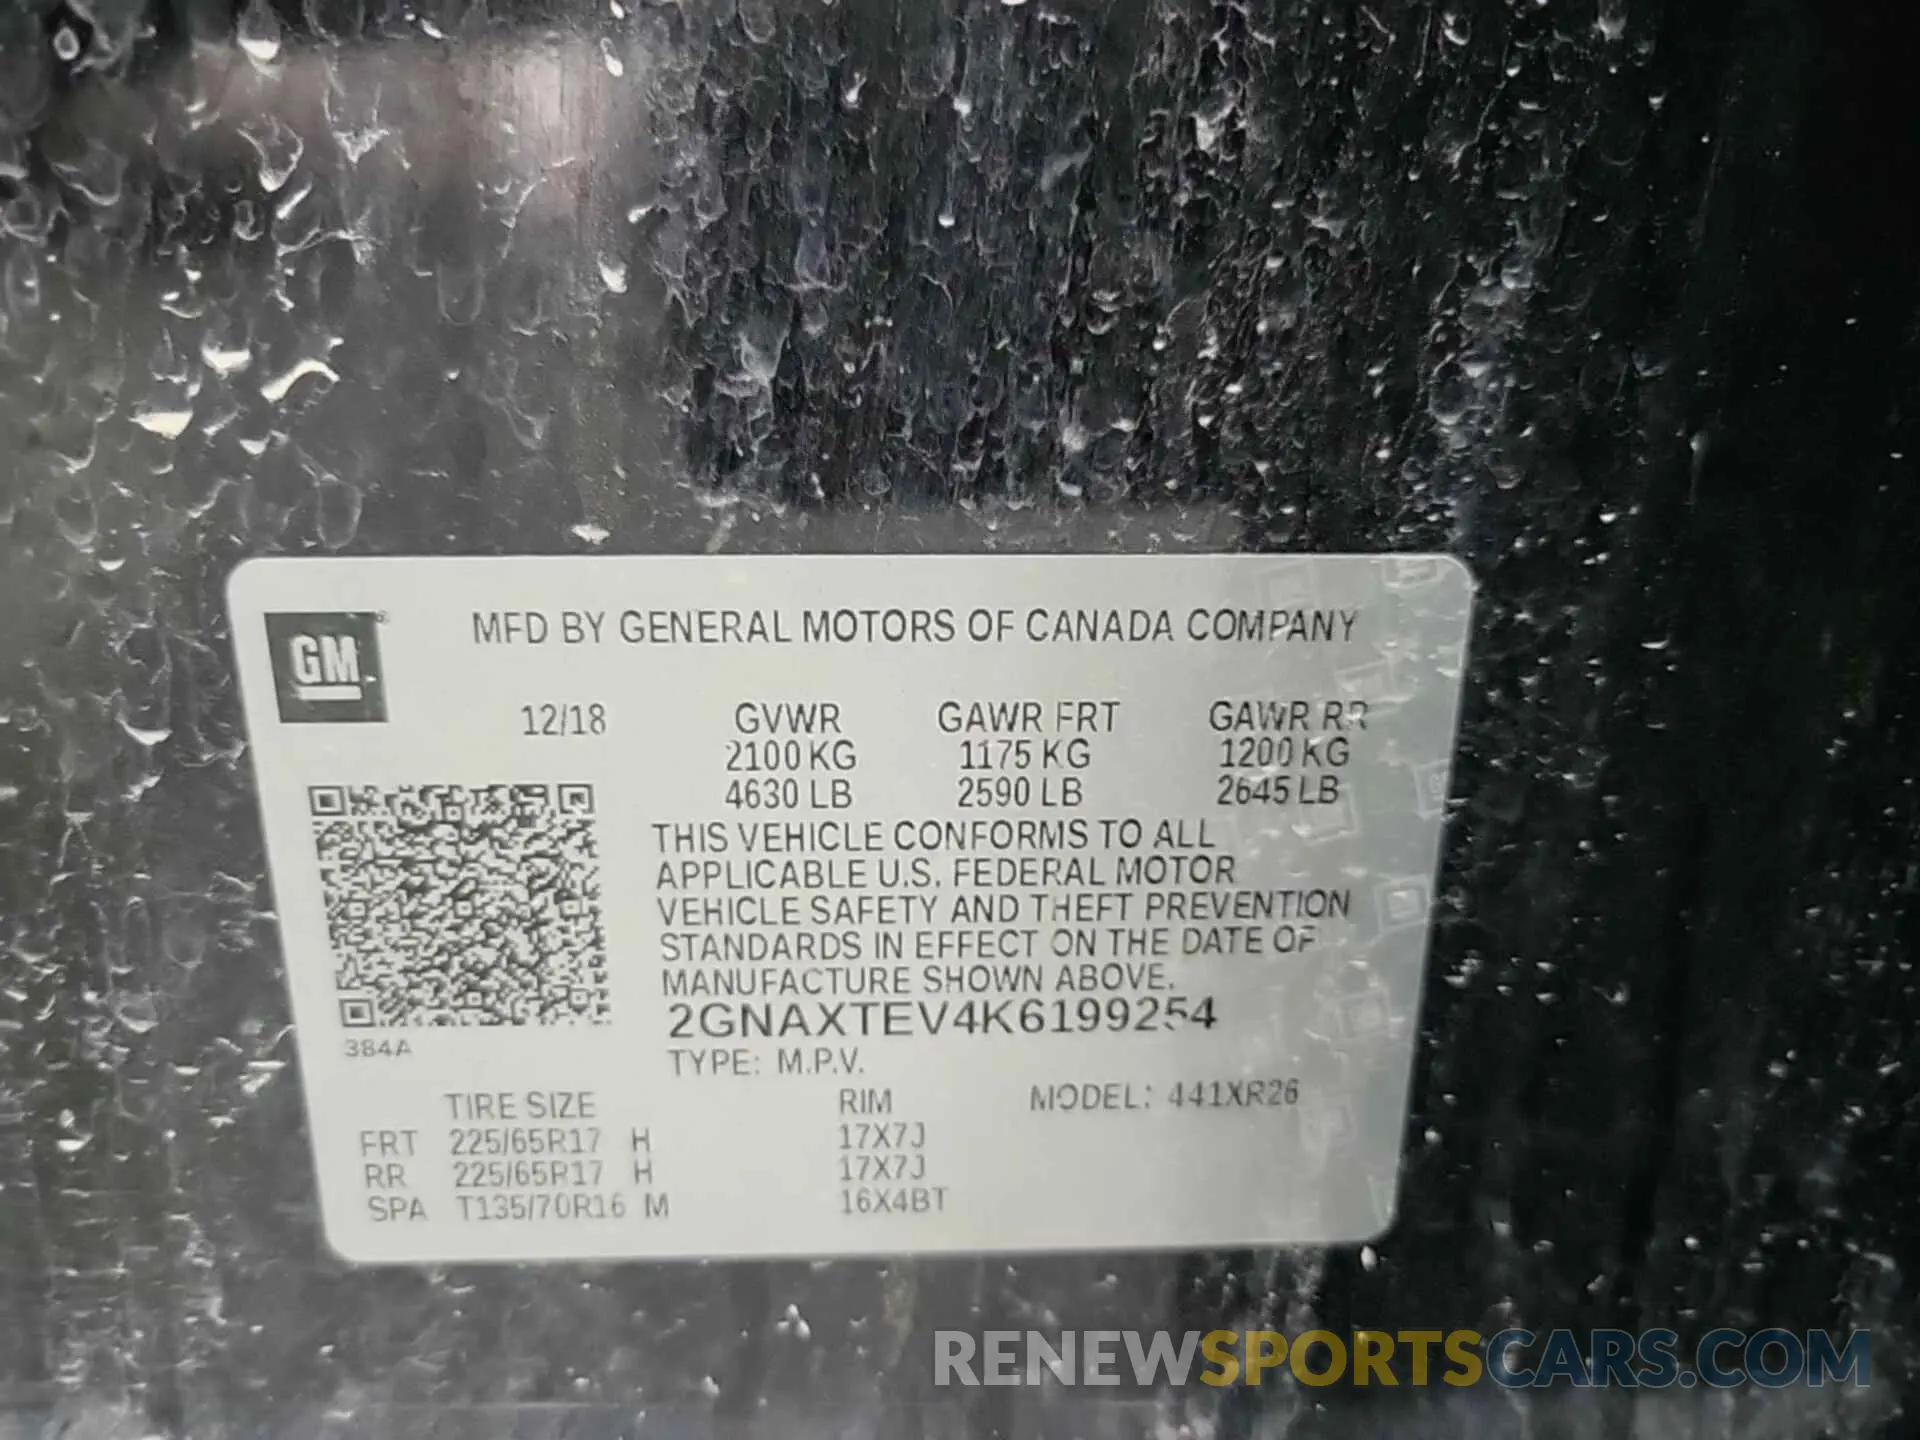 GM ®
MFD BY GENERAL MOTORS OF CANADA COMPANY
12/18 GVWR GAWR FRT GAWR RR
2100 KG 1175 KG 1200 KG
4630 LB 2590 LB 2645 LB
THIS VEHICLE CONFORMS TO ALL
APPLICABLE U.S. FEDERAL MOTOR
VEHICLE SAFETY AND THEFT PREVENTION
STANDARDS IN EFFECT ON THE DATE OF
MANUFACTURE SHOWN ABOVE.
2GNAXTEV4K6199254
384A
TYPE: M.P.V.
TIRE SIZE RIM MODEL: 441XR26
FRT 225/65R17 H 17X7J
RR 225/65R17 H 17X7J
SPA T135/70R16 M 16X4BT
RENEWSPORTSCARS.COM